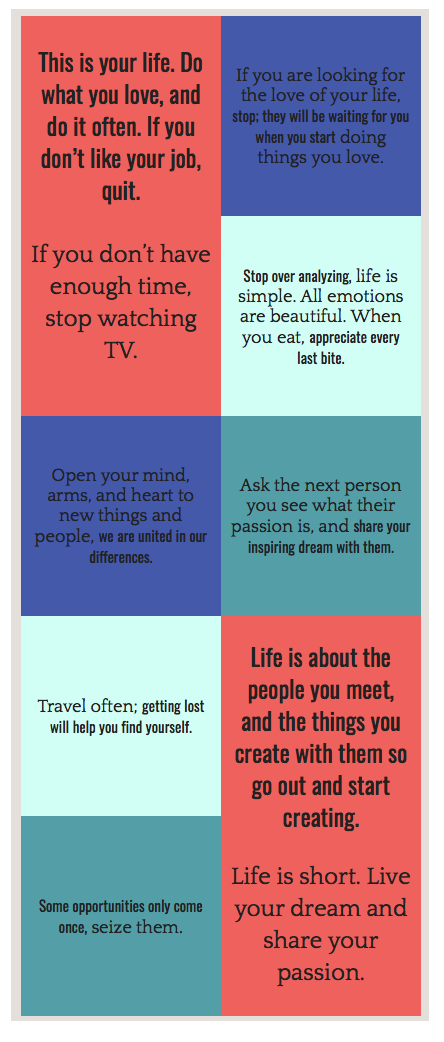 This is your life. Do
what you love, and
do it often. If you
don't like your job,
quit.
If you don't have
enough time,
stop watching
TV.
If you are looking for
the love of your life,
stop; they will be waiting for you
when you start doing
things you love.
Stop over analyzing, life is
simple. All emotions
are beautiful. When
you eat, appreciate every
last bite.
Open your mind,
arms, and heart to
new things and
people, we are united in our
differences.
Ask the next person
you see what their
passion is, and share your
inspiring dream with them.
Travel often; getting lost
will help you find yourself.
Some opportunities only come
once, seize them.
Life is about the
people you meet,
and the things you
create with them so
go out and start
creating.
Life is short. Live
your dream and
share your
passion.